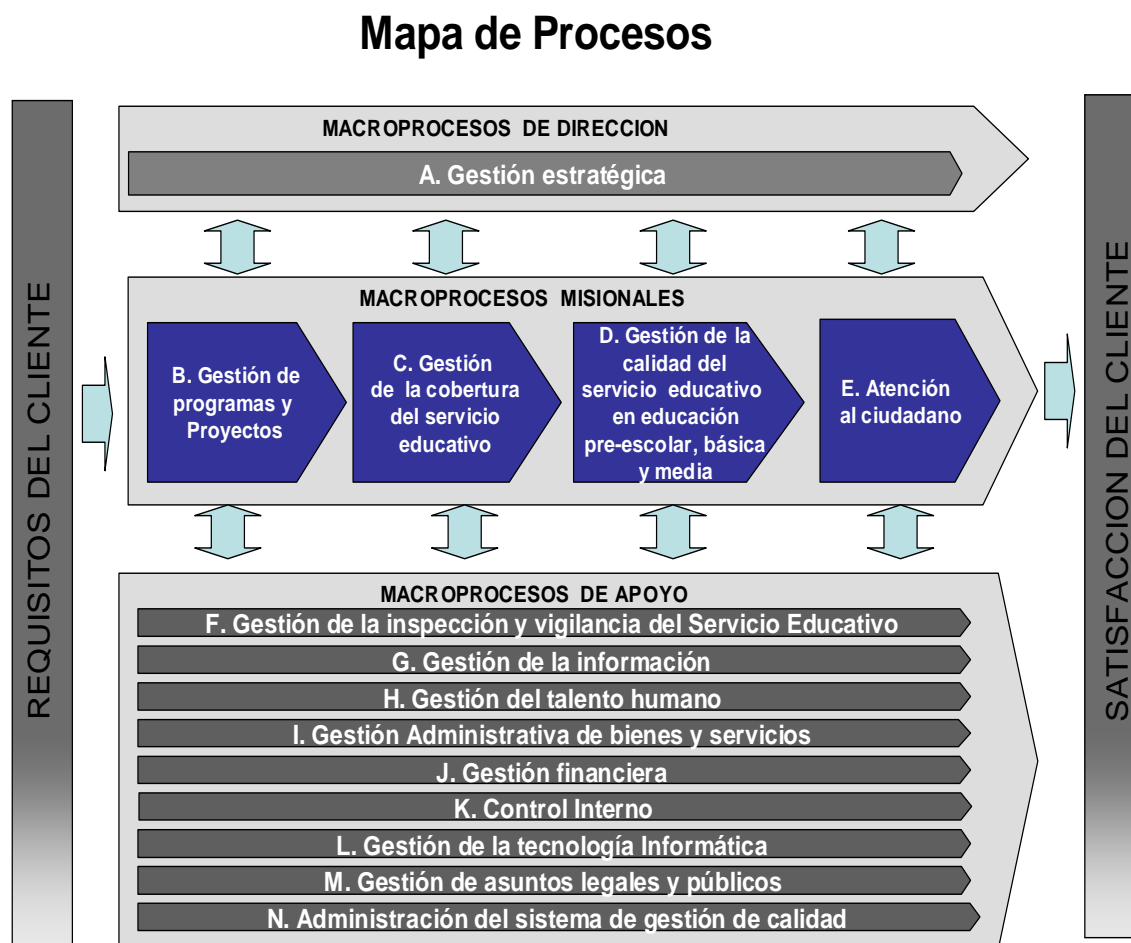 Mapa de Procesos
REQUISITOS DEL CLIENTE
MACROPROCESOS DE DIRECCION
A. Gestión estratégica
MACROPROCESOS MISIONALES
B. Gestión de
programas y
Proyectos
C. Gestión
de la cobertura
del servicio
educativo
D. Gestión de la
calidad del
servicio educativo
en educación
pre-escolar, básica
y media
E. Atención
al ciudadano
MACROPROCESOS DE APOYO
F. Gestión de la inspección y vigilancia del Servicio Educativo
G. Gestión de la información
H. Gestión del talento humano
I. Gestión Administrativa de bienes y servicios
J. Gestión financiera
K. Control Interno
L. Gestión de la tecnología Informática
M. Gestión de asuntos legales y públicos
N. Administración del sistema de gestión de calidad
SATISFACCION DEL CLIENTE